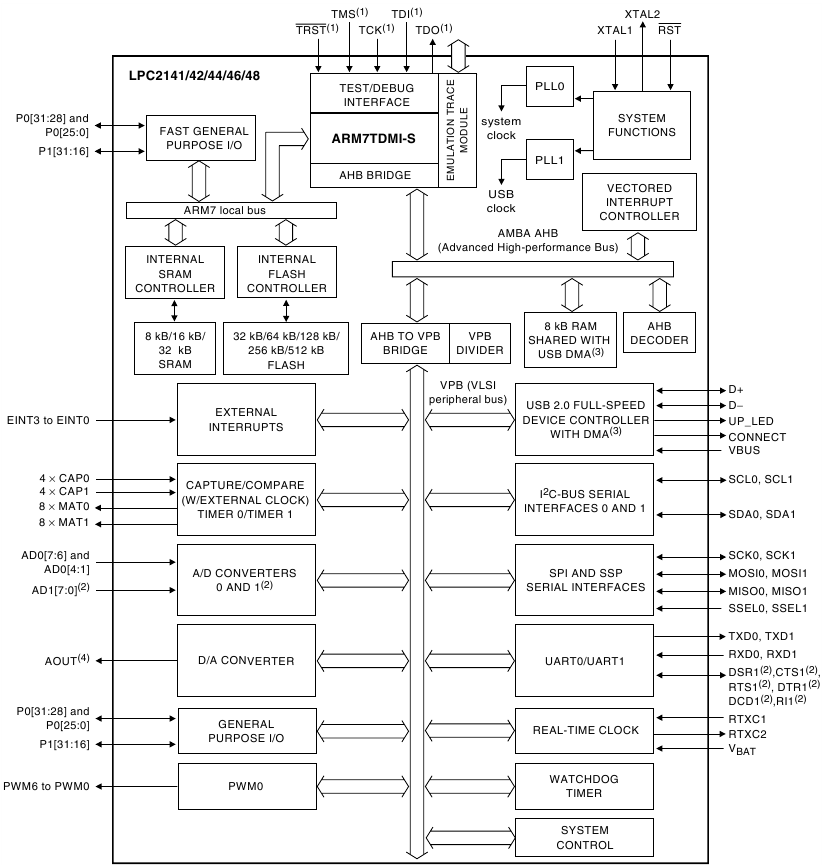 TMS(1)
TDI(1)
TRST(1)
TCK(1)
TDO(1)
XTAL2
XTAL1
RST
LPC2141/42/44/46/48
TEST/DEBUG
INTERFACE
ARM7TDMI-S
AHB BRIDGE
EMULATION TRACE
MODULE
PLL0
system
clock
SYSTEM
FUNCTIONS
PLL1
USB
clock
P0[31:28] and
P0[25:0]
P1[31:16]
FAST GENERAL
PURPOSE I/O
VECTORED
INTERRUPT
CONTROLLER
ARM7 local bus
AMBA AHB
(Advanced High-performance Bus)
INTERNAL
SRAM
CONTROLLER
INTERNAL
FLASH
CONTROLLER
8 kB/16 kB/
32 kB
SRAM
32 kB/64 kB/128 kB/
256 kB/512 kB
FLASH
AHB TO VPB
BRIDGE
VPB
DIVIDER
8 kB RAM
SHARED WITH
USB DMA(3)
AHB
DECODER
VPB (VLSI
peripheral bus)
EINT3 to EINT0
EXTERNAL
INTERRUPTS
USB 2.0 FULL-SPEED
DEVICE CONTROLLER
WITH DMA(3)
D+
D−
UP_LED
CONNECT
VBUS
4 × CAP0
4 × CAP1
8 × MAT0
8 × MAT1
CAPTURE/COMPARE
(W/EXTERNAL CLOCK)
TIMER 0/TIMER 1
I2C-BUS SERIAL
INTERFACES 0 AND 1
SCL0, SCL1
SDA0, SDA1
AD0[7:6] and
AD0[4:1]
AD1[7:0](2)
A/D CONVERTERS
0 AND 1(2)
SPI AND SSP
SERIAL INTERFACES
SCK0, SCK1
MOSI0, MOSI1
MISO0, MISO1
SSEL0, SSEL1
AOUT(4)
D/A CONVERTER
UART0/UART1
TXD0, TXD1
RXD0, RXD1
DSR1(2),CTS1(2),
RTS1(2), DTR1(2)
DCD1(2),RI1(2)
P0[31:28] and
P0[25:0]
P1[31:16]
GENERAL
PURPOSE I/O
REAL-TIME CLOCK
RTXC1
RTXC2
VBAT
PWM6 to PWM0
PWM0
WATCHDOG
TIMER
SYSTEM
CONTROL